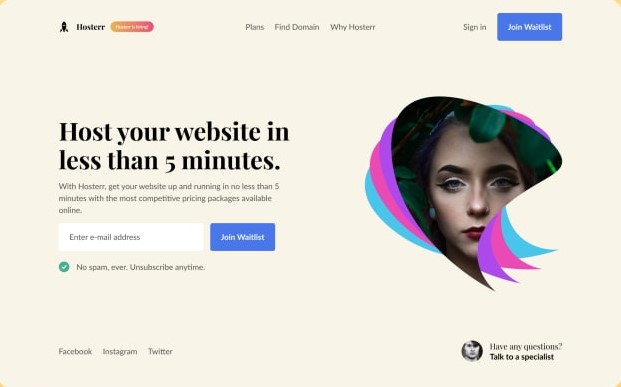 Hosterr
Hosterr is hiring!
Plans
Find Domain
Why Hosterr
Sign in
Join Waitlist
Host your website in
less than 5 minutes.
With Hosterr, get your website up and running in no less than 5
minutes with the most competitive pricing packages available
online.
Enter e-mail address
Join Waitlist
No spam, ever. Unsubscribe anytime.
Facebook
Instagram
Twitter
Have any questions?
Talk to a specialist